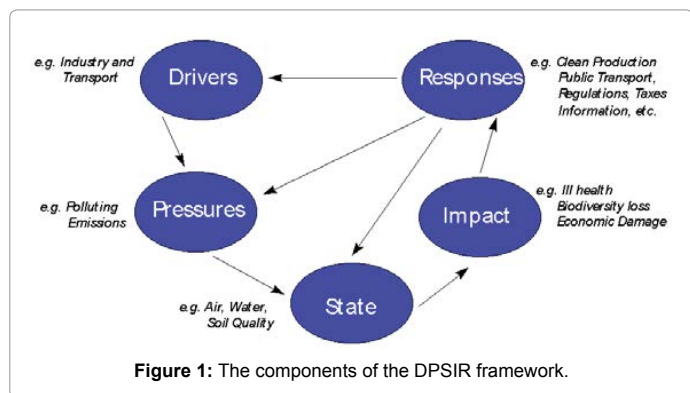 e.g. Industry and
Transport
Drivers
Responses
e.g. Clean Production
Public Transport,
Regulations, Taxes
Information, etc.
e.g. Polluting
Emissions
Pressures
Impact
e.g. Ill health
Biodiversity loss
Economic Damage
e.g. Air, Water,
Soil Quality
State
Figure 1: The components of the DPSIR framework.